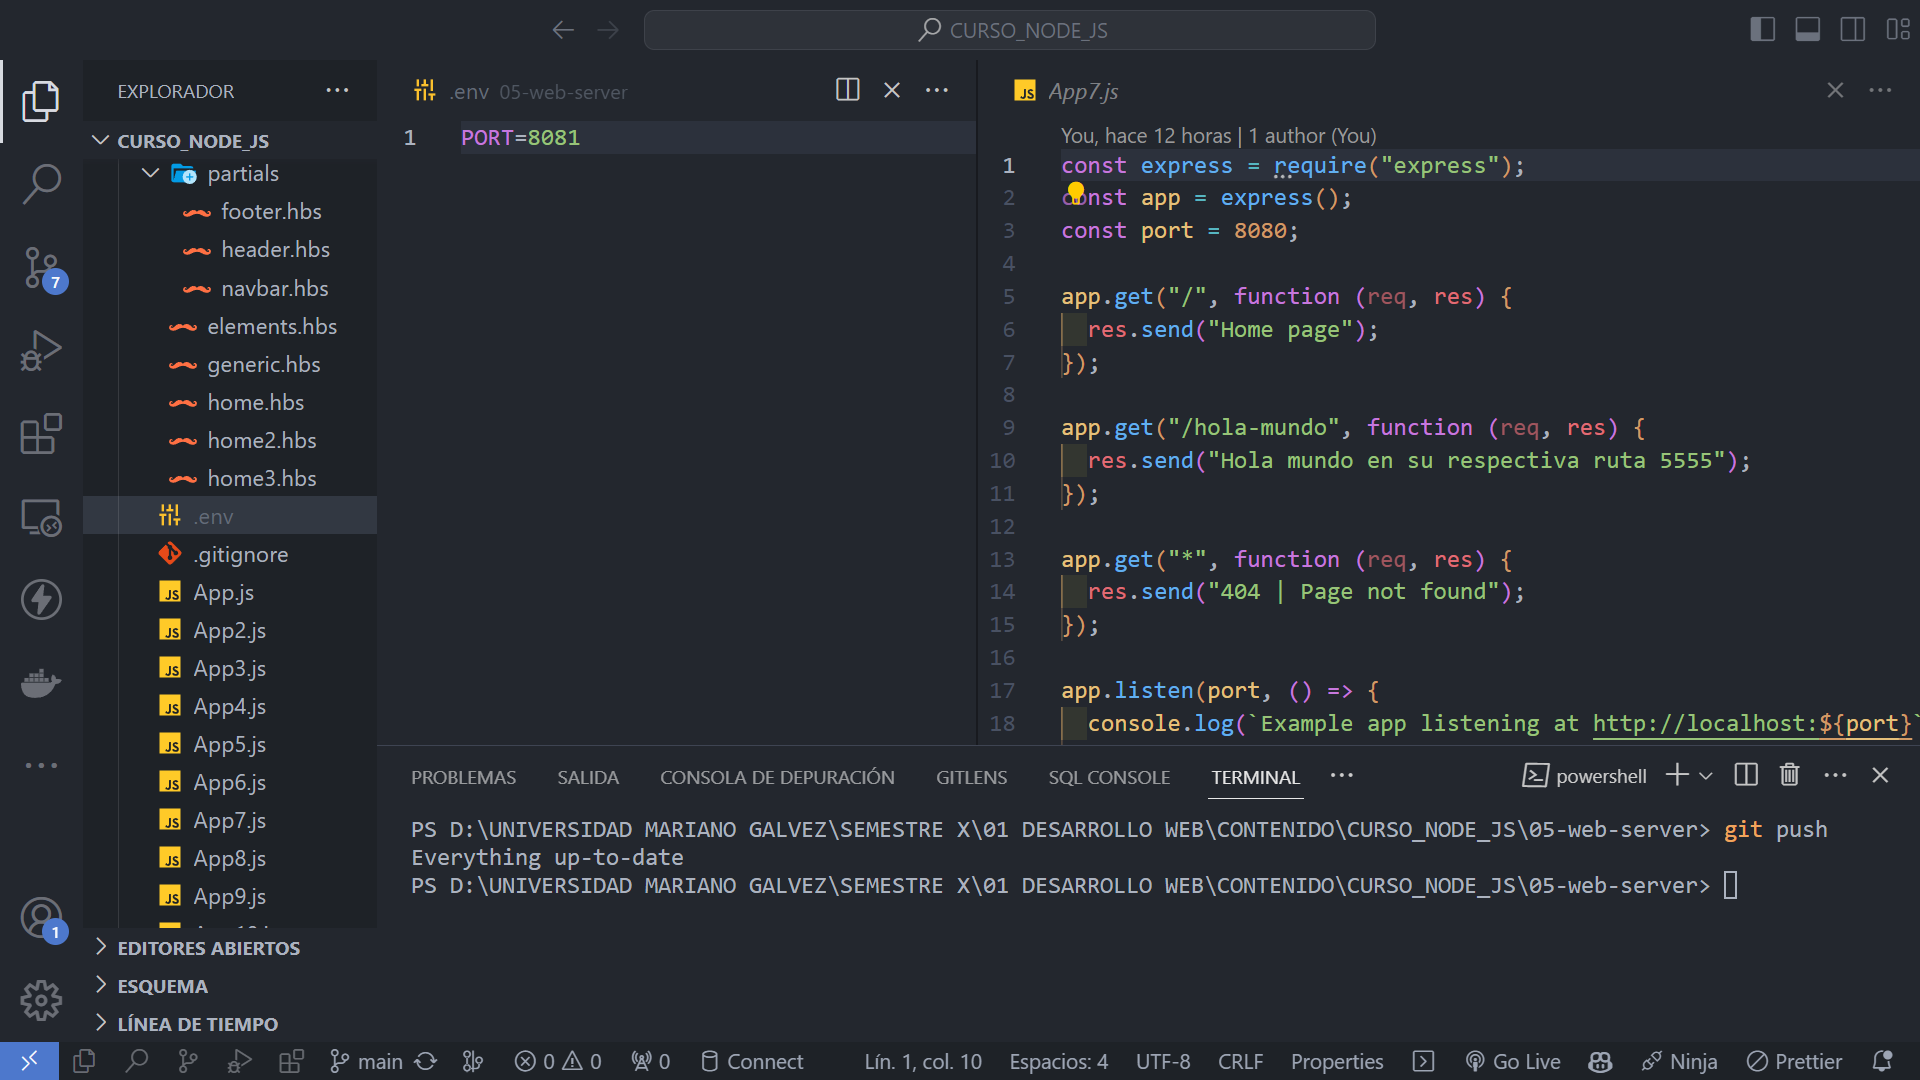 CURSO_NODE_JS
EXPLORADOR
CURSO_NODE_JS
partials
footer.hbs
header.hbs
navbar.hbs
elements.hbs
generic.hbs
home.hbs
home2.hbs
home3.hbs
.env
.gitignore
JS App.js
JS App2.js
JS App3.js
JS App4.js
JS App5.js
JS App6.js
JS App7.js
JS App8.js
JS App9.js
EDITORES ABIERTOS
ESQUEMA
LÍNEA DE TIEMPO
7
1
.env 05-web-server
1 PORT=8081
JS App7.js
You, hace 12 horas | 1 author (You)
1 const express = require("express");
2 const app = express();
3 const port = 8080;
4
5 app.get("/", function (req, res) {
6 res.send("Home page");
7 });
8
9 app.get("/hola-mundo", function (req, res) {
10 res.send("Hola mundo en su respectiva ruta 5555");
11 });
12
13 app.get("*", function (req, res) {
14 res.send("404 | Page not found");
15 });
16
17 app.listen(port, () => {
18 console.log(`Example app listening at http://localhost:${port}`
PROBLEMAS SALIDA CONSOLA DE DEPURACIÓN GITLENS SQL CONSOLE TERMINAL powershell
PS D:\UNIVERSIDAD MARIANO GALVEZ\SEMESTRE X\01 DESARROLLO WEB\CONTENIDO\CURSO_NODE_JS\05-web-server> git push
Everything up-to-date
PS D:\UNIVERSIDAD MARIANO GALVEZ\SEMESTRE X\01 DESARROLLO WEB\CONTENIDO\CURSO_NODE_JS\05-web-server>
main 0 0 0 Connect Lín. 1, col. 10 Espacios: 4 UTF-8 CRLF Properties Go Live Ninja Prettier